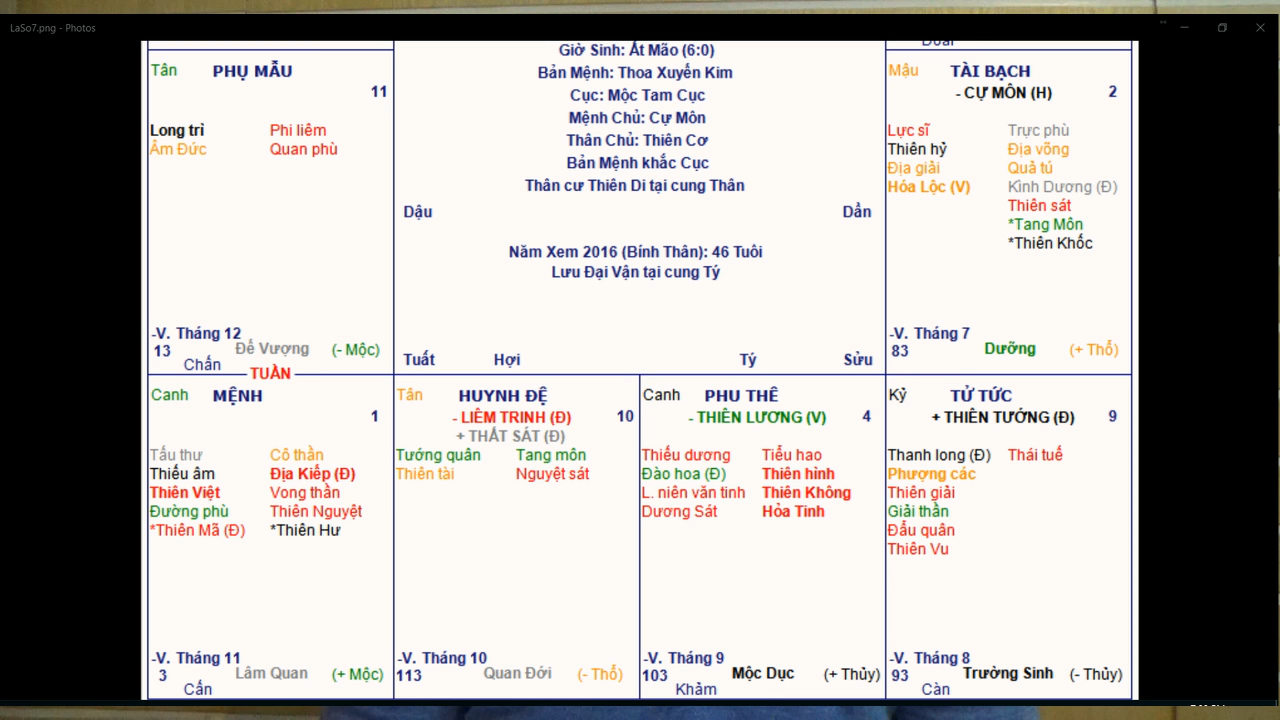 LaSo7.png - Photos
Giờ Sinh: Ất Mão (6:0)
Bản Mệnh: Thoa Xuyến Kim
Cục: Mộc Tam Cục
Mệnh Chủ: Cự Môn
Thân Chủ: Thiên Cơ
Bản Mệnh khắc Cục
Thân cư Thiên Di tại cung Thân
Dậu Dần
Năm Xem 2016 (Bính Thân): 46 Tuổi
Lưu Đại Vận tại cung Tý
Tuất Hợi Tý Sửu
Tân PHỤ MẪU
11
Long trì Phi liêm
Âm Đức Quan phù
-V. Tháng 12
13 Đế Vượng (- Mộc)
Chấn
TUẦN
Đoài
Mậu TÀI BẠCH
- CỰ MÔN (H) 2
Lực sĩ Trực phù
Thiên hỷ Địa võng
Địa giải Quả tú
Hóa Lộc (V) Kình Dương (Đ)
Thiên sát
*Tang Môn
*Thiên Khốc
-V. Tháng 7
83 Dưỡng (+ Thổ)
Canh MỆNH
1
Tấu thư Cô thần
Thiếu âm Địa Kiếp (Đ)
Thiên Việt Vong thần
Đường phù Thiên Nguyệt
*Thiên Mã (Đ) *Thiên Hư
-V. Tháng 11
3 Lâm Quan (+ Mộc)
Cấn
Tân HUYNH ĐỆ
- LIÊM TRINH (Đ) 10
+ THẤT SÁT (Đ)
Tướng quân Tang môn
Thiên tài Nguyệt sát
-V. Tháng 10
113 Quan Đới (- Thổ)
Canh PHU THÊ
- THIÊN LƯƠNG (V) 4
Thiếu dương Tiểu hao
Đào hoa (Đ) Thiên hình
L. niên văn tinh Thiên Không
Dương Sát Hỏa Tinh
-V. Tháng 9
103 Mộc Dục (+ Thủy)
Khảm
Kỷ TỬ TỨC
+ THIÊN TƯỚNG (Đ) 9
Thanh long (Đ) Thái tuế
Phượng các
Thiên giải
Giải thần
Đẩu quân
Thiên Vu
-V. Tháng 8
93 Trường Sinh (- Thủy)
Càn